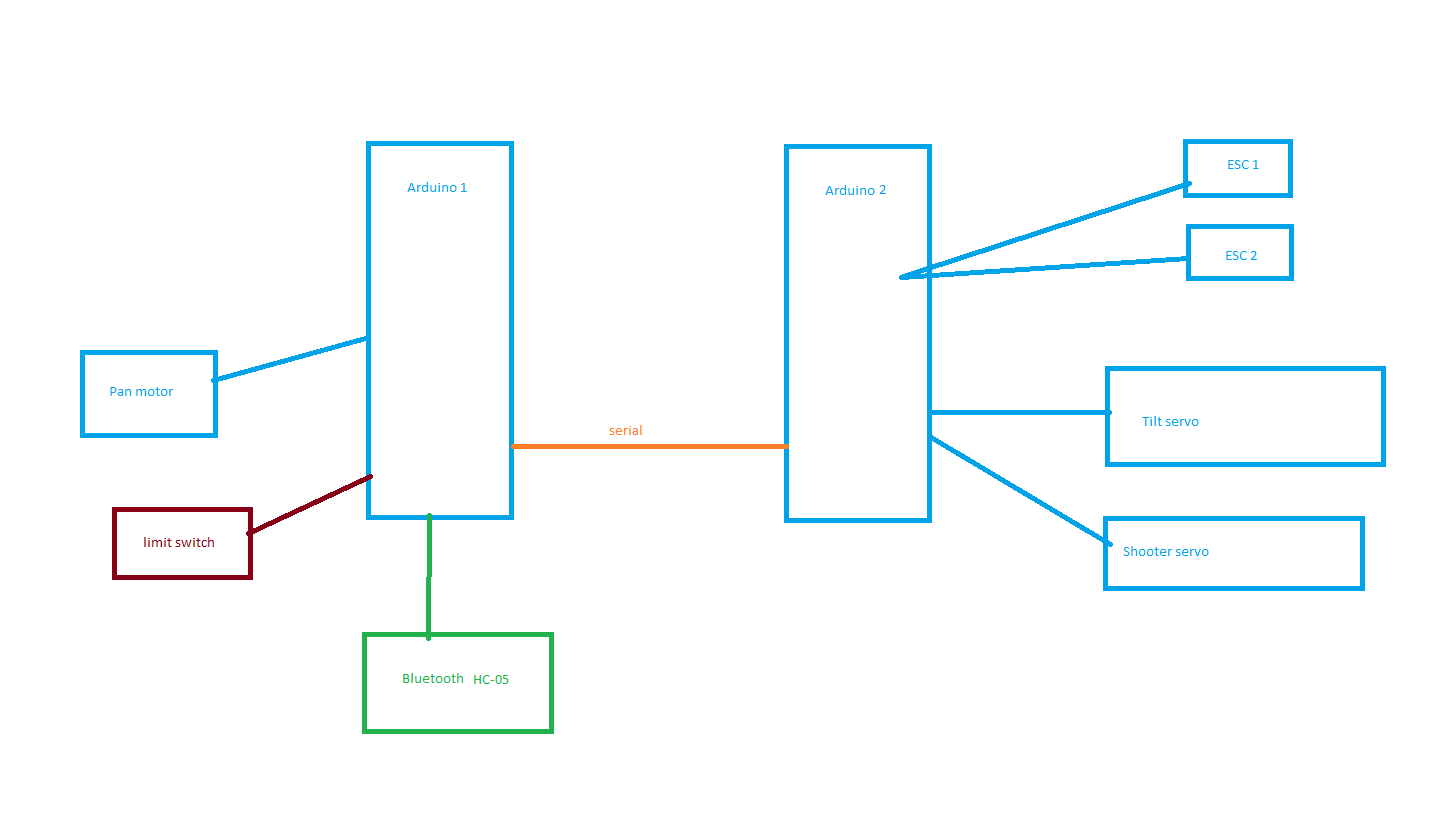 Arduino 1
Arduino 2
ESC 1
ESC 2
Pan motor
Tilt servo
serial
limit switch
Shooter servo
Bluetooth HC-05